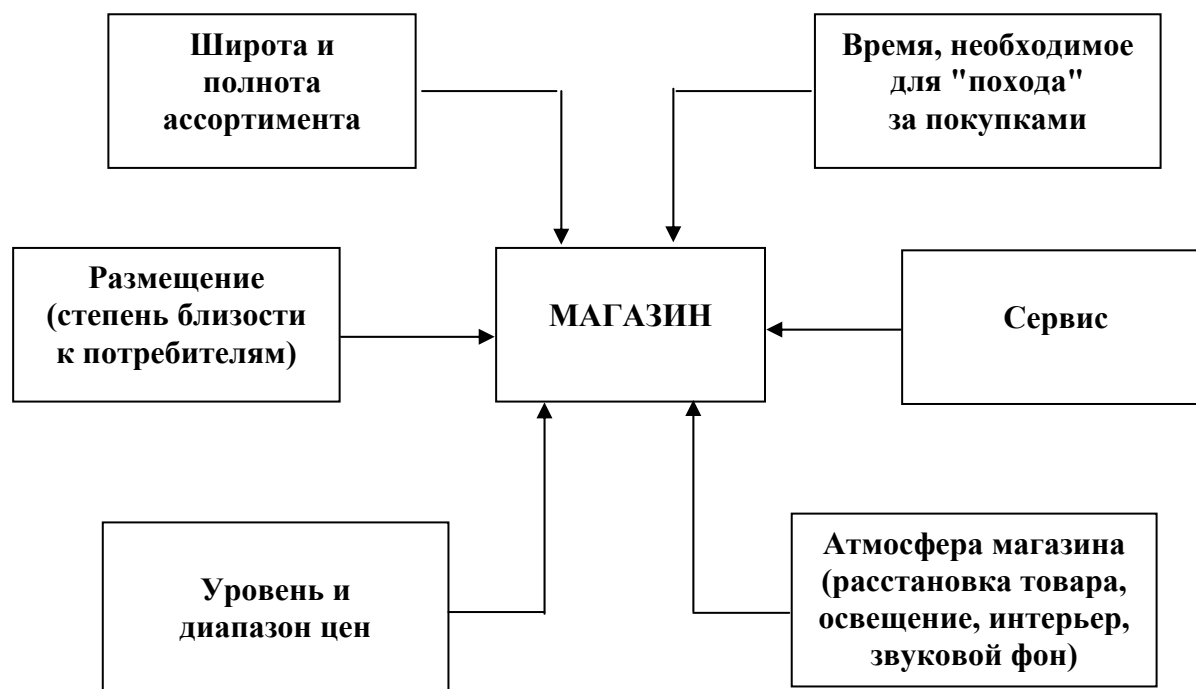 Широта и
полнота
ассортимента
Время, необходимое
для "похода"
за покупками
Размещение
(степень близости
к потребителям)
МАГАЗИН
Сервис
Уровень и
диапазон цен
Атмосфера магазина
(расстановка товара,
освещение, интерьер,
звуковой фон)